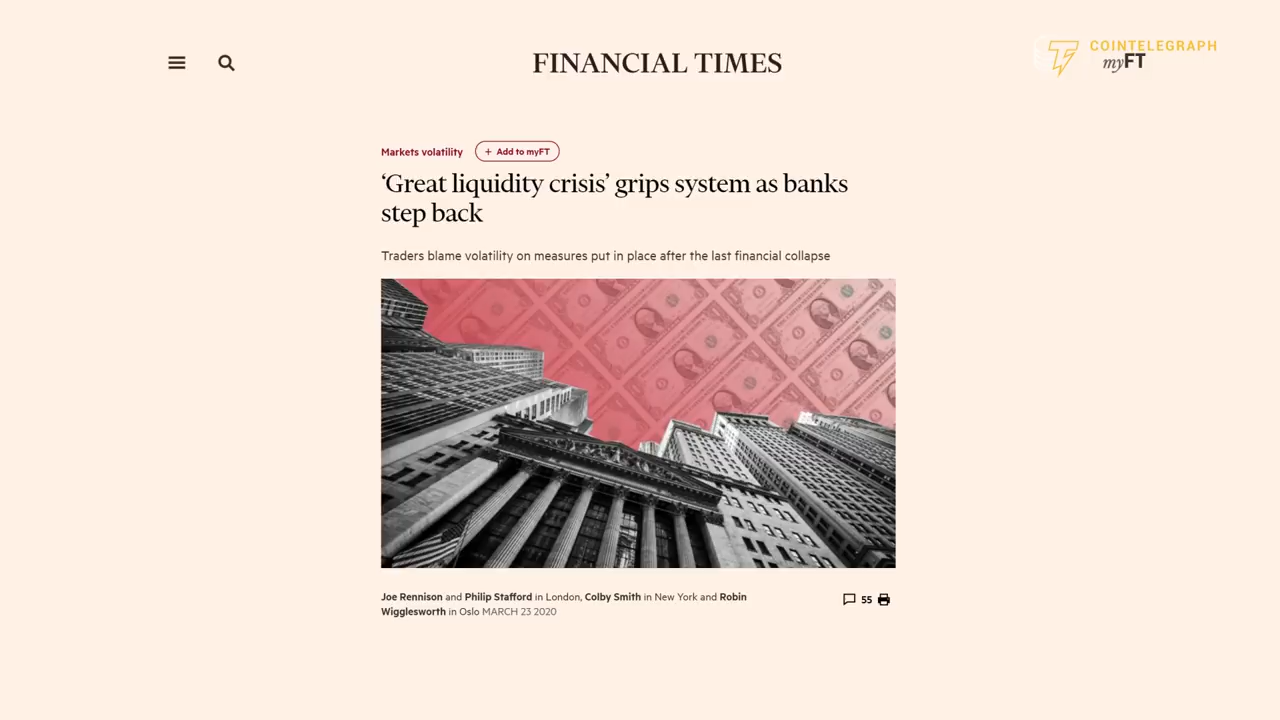 FINANCIAL TIMES
COINTELEGRAPH
myFT
Markets volatility
+ Add to myFT
‘Great liquidity crisis’ grips system as banks
step back
Traders blame volatility on measures put in place after the last financial collapse
Joe Rennison and Philip Stafford in London, Colby Smith in New York and Robin
Wigglesworth in Oslo MARCH 23 2020
55